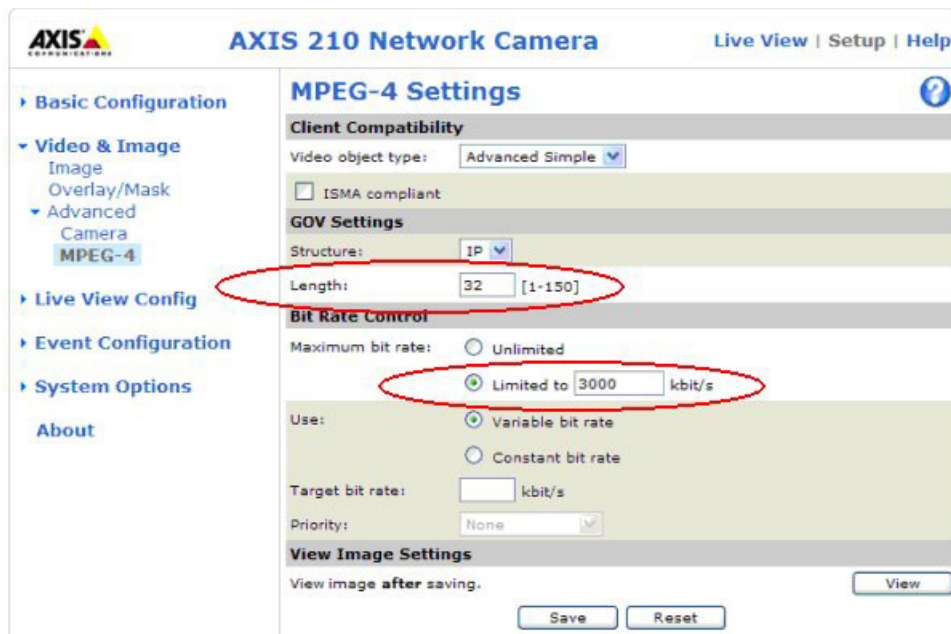 AXIS
COMMUNICATIONS
AXIS 210 Network Camera
Live View | Setup | Help
Basic Configuration
Video & Image
Image
Overlay/Mask
Advanced
Camera
MPEG-4
Live View Config
Event Configuration
System Options
About
MPEG-4 Settings
?
Client Compatibility
Video object type: Advanced Simple
ISMA compliant
GOV Settings
Structure: IP
Length: 32 [1-150]
Bit Rate Control
Maximum bit rate: Unlimited
Limited to 3000 kbit/s
Use: Variable bit rate
Constant bit rate
Target bit rate: kbit/s
Priority: None
View Image Settings
View image after saving. View
Save Reset